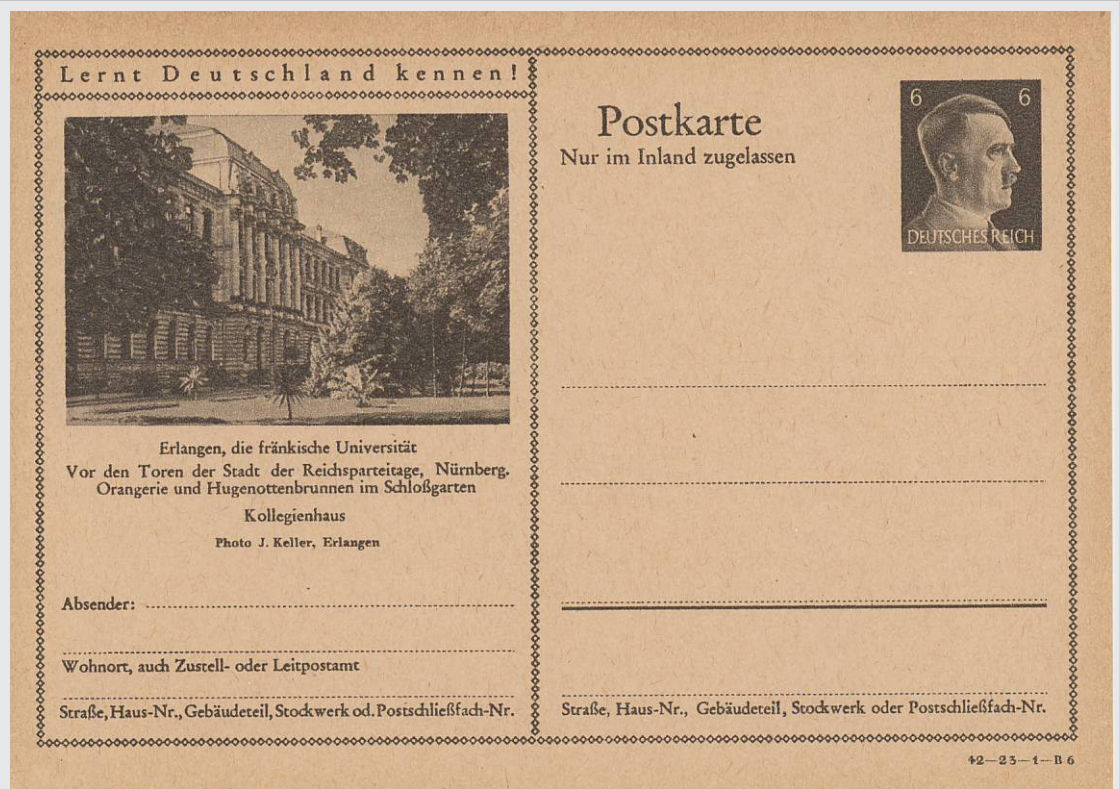 Lernt Deutschland kennen!
Erlangen, die fränkische Universität
Vor den Toren der Stadt der Reichsparteitage, Nürnberg.
Orangerie und Hugenottenbrunnen im Schloßgarten
Kollegienhaus
Photo J. Keller, Erlangen
Absender:
Wohnort, auch Zustell- oder Leitpostamt
Straße, Haus-Nr., Gebäudeteil, Stockwerk od. Postschließfach-Nr.
Postkarte
Nur im Inland zugelassen
6 6
DEUTSCHES REICH
Straße, Haus-Nr., Gebäudeteil, Stockwerk oder Postschließfach-Nr.
42—23—1—B 6